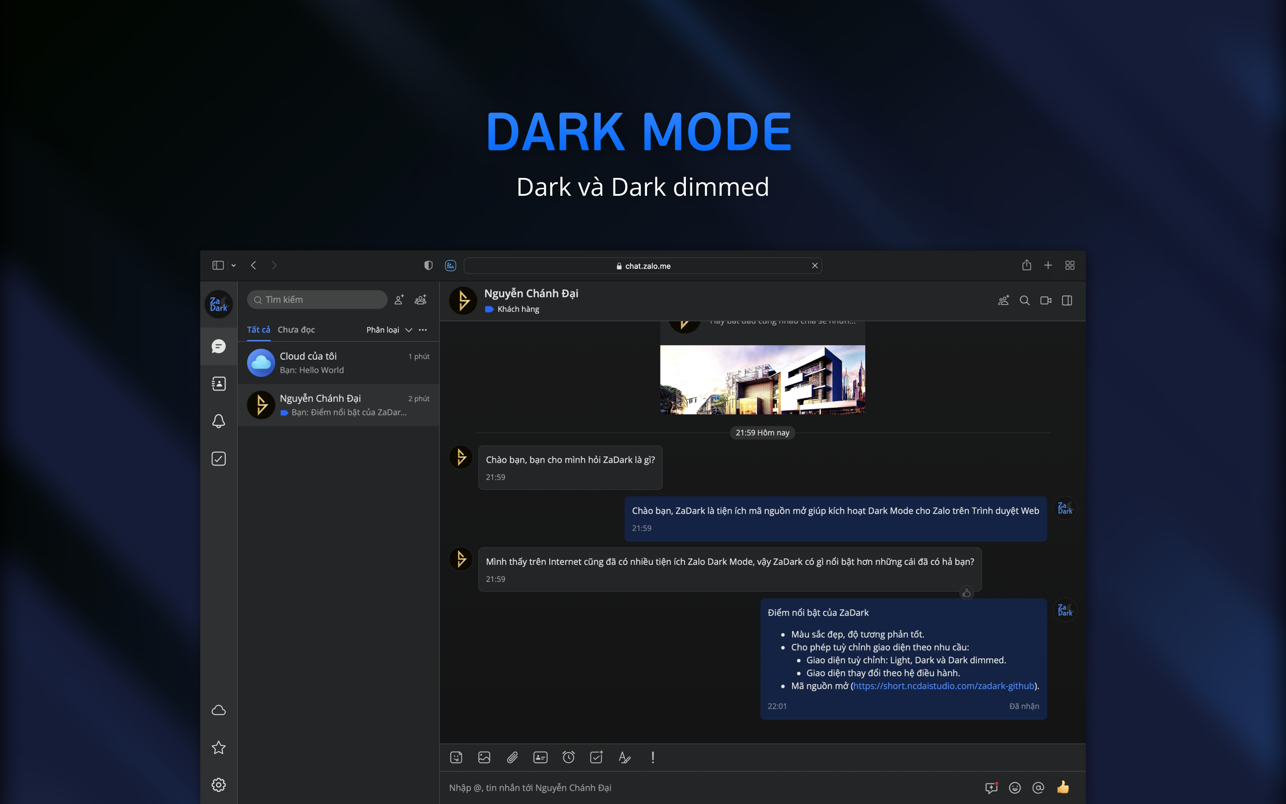 DARK MODE
Dark và Dark dimmed
chat.zalo.me
Za
Dark
Tìm kiếm
Tất cả Chưa đọc Phân loại
Cloud của tôi 1 phút
Bạn: Hello World
Nguyễn Chánh Đại 2 phút
Bạn: Điểm nổi bật của ZaDar...
Nguyễn Chánh Đại
Khách hàng
Hãy bắt đầu cùng nhau chia sẻ nhữn...
21:59 Hôm nay
Chào bạn, bạn cho mình hỏi ZaDark là gì?
21:59
Chào bạn, ZaDark là tiện ích mã nguồn mở giúp kích hoạt Dark Mode cho Zalo trên Trình duyệt Web
21:59
Za
Dark
Mình thấy trên Internet cũng đã có nhiều tiện ích Zalo Dark Mode, vậy ZaDark có gì nổi bật hơn những cái đã có hả bạn?
21:59
Điểm nổi bật của ZaDark
Za
Dark
• Màu sắc đẹp, độ tương phản tốt.
• Cho phép tuỳ chỉnh giao diện theo nhu cầu:
• Giao diện tuỳ chỉnh: Light, Dark và Dark dimmed.
• Giao diện thay đổi theo hệ điều hành.
• Mã nguồn mở (https://short.ncdaistudio.com/zadark-github).
22:01 Đã nhận
Nhập @, tin nhắn tới Nguyễn Chánh Đại